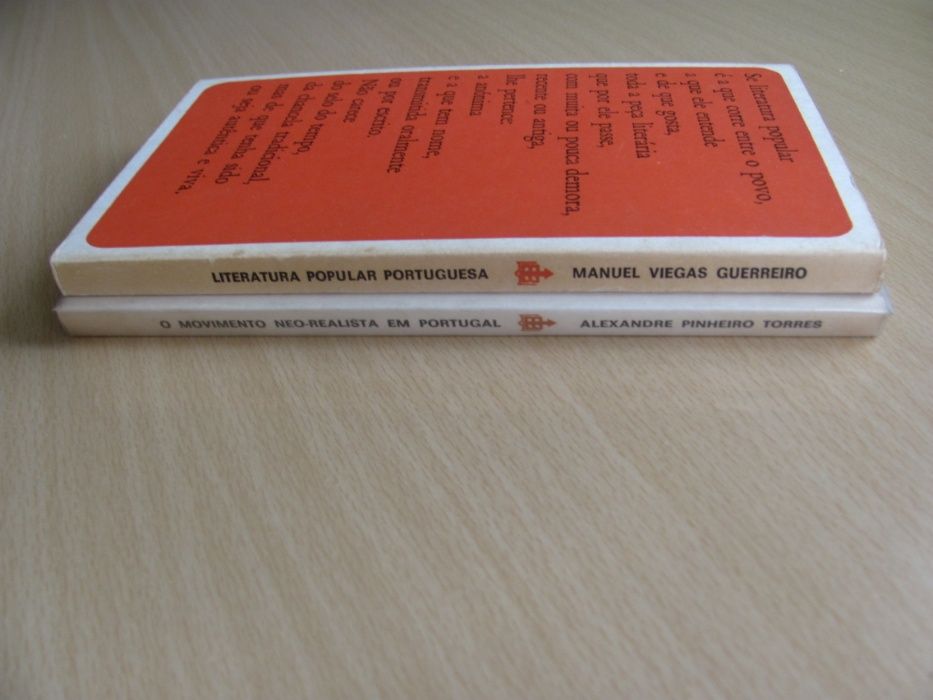 Se literatura popular
é a que corre entre o povo,
a que ele entende
e de que gosta,
toda a peça literária
que por ele passe,
com muita ou pouca demora,
recente ou antiga,
lhe pertence:
a anónima
e a que tem nome,
transmitida oralmente
ou por escrito.
Não carece
do selo do tempo,
da chancela tradicional,
mas de que tenha sido
ou seja autêntica e viva.
LITERATURA POPULAR PORTUGUESA MANUEL VIEGAS GUERREIRO
O MOVIMENTO NEO-REALISTA EM PORTUGAL ALEXANDRE PINHEIRO TORRES